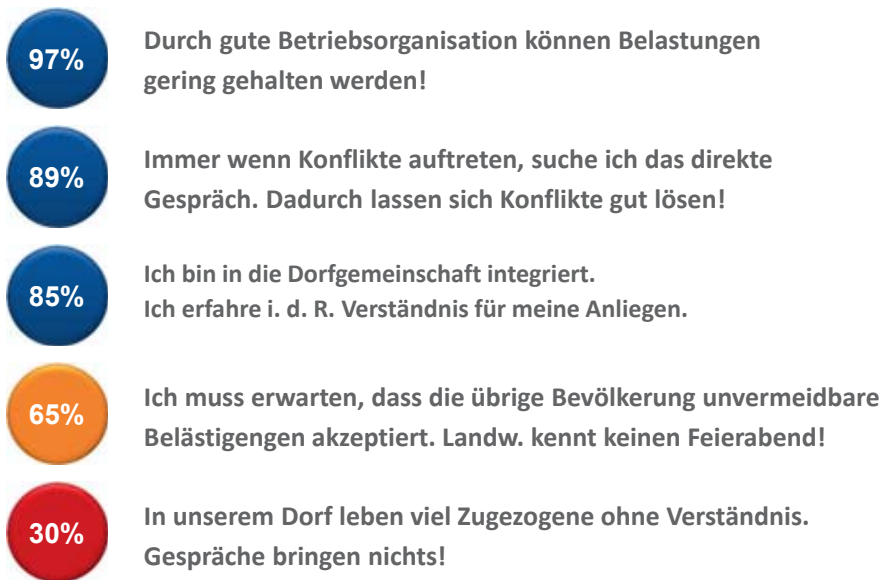 97%
Durch gute Betriebsorganisation können Belastungen
gering gehalten werden!
89%
Immer wenn Konflikte auftreten, suche ich das direkte
Gespräch. Dadurch lassen sich Konflikte gut lösen!
85%
Ich bin in die Dorfgemeinschaft integriert.
Ich erfahre i. d. R. Verständnis für meine Anliegen.
65%
Ich muss erwarten, dass die übrige Bevölkerung unvermeidbare
Belästigengen akzeptiert. Landw. kennt keinen Feierabend!
30%
In unserem Dorf leben viel Zugezogene ohne Verständnis.
Gespräche bringen nichts!